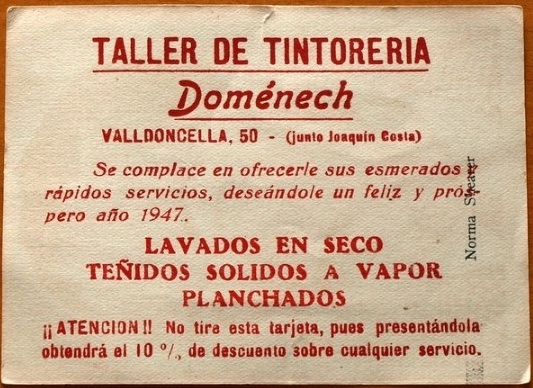 TALLER DE TINTORERIA
Doménech
VALLDONCELLA, 50 - (junto Joaquín Costa)
Se complace en ofrecerle sus esmerados y
rápidos servicios, deseándole un feliz y prós-
pero año 1947.
LAVADOS EN SECO
TEÑIDOS SOLIDOS A VAPOR
PLANCHADOS
¡¡ATENCION!! No tire esta tarjeta, pues presentándola
obtendrá el 10 %, de descuento sobre cualquier servicio.
Norma Shearer